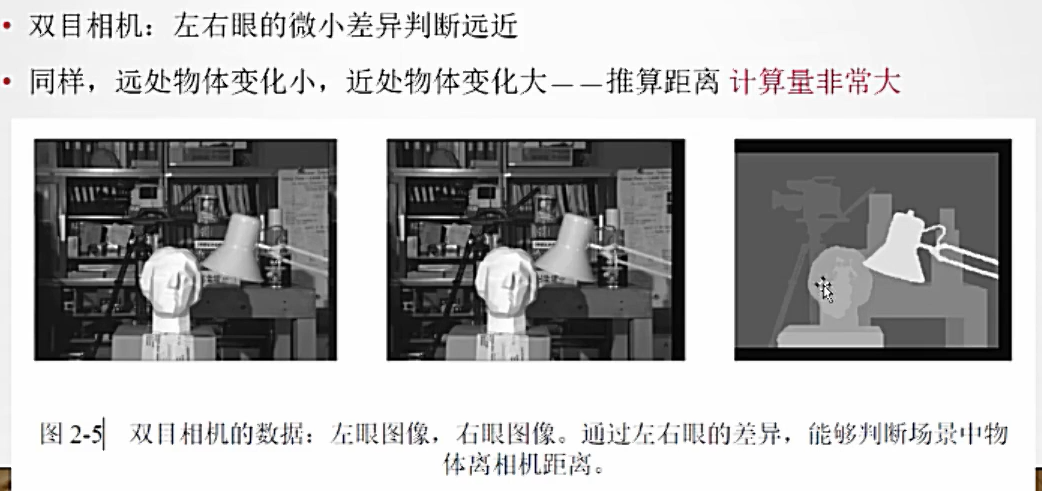 • 双目相机：左右眼的微小差异判断远近
• 同样，远处物体变化小，近处物体变化大——推算距离 计算量非常大
图 2-5 双目相机的数据：左眼图像，右眼图像。通过左右眼的差异，能够判断场景中物
体离相机距离。